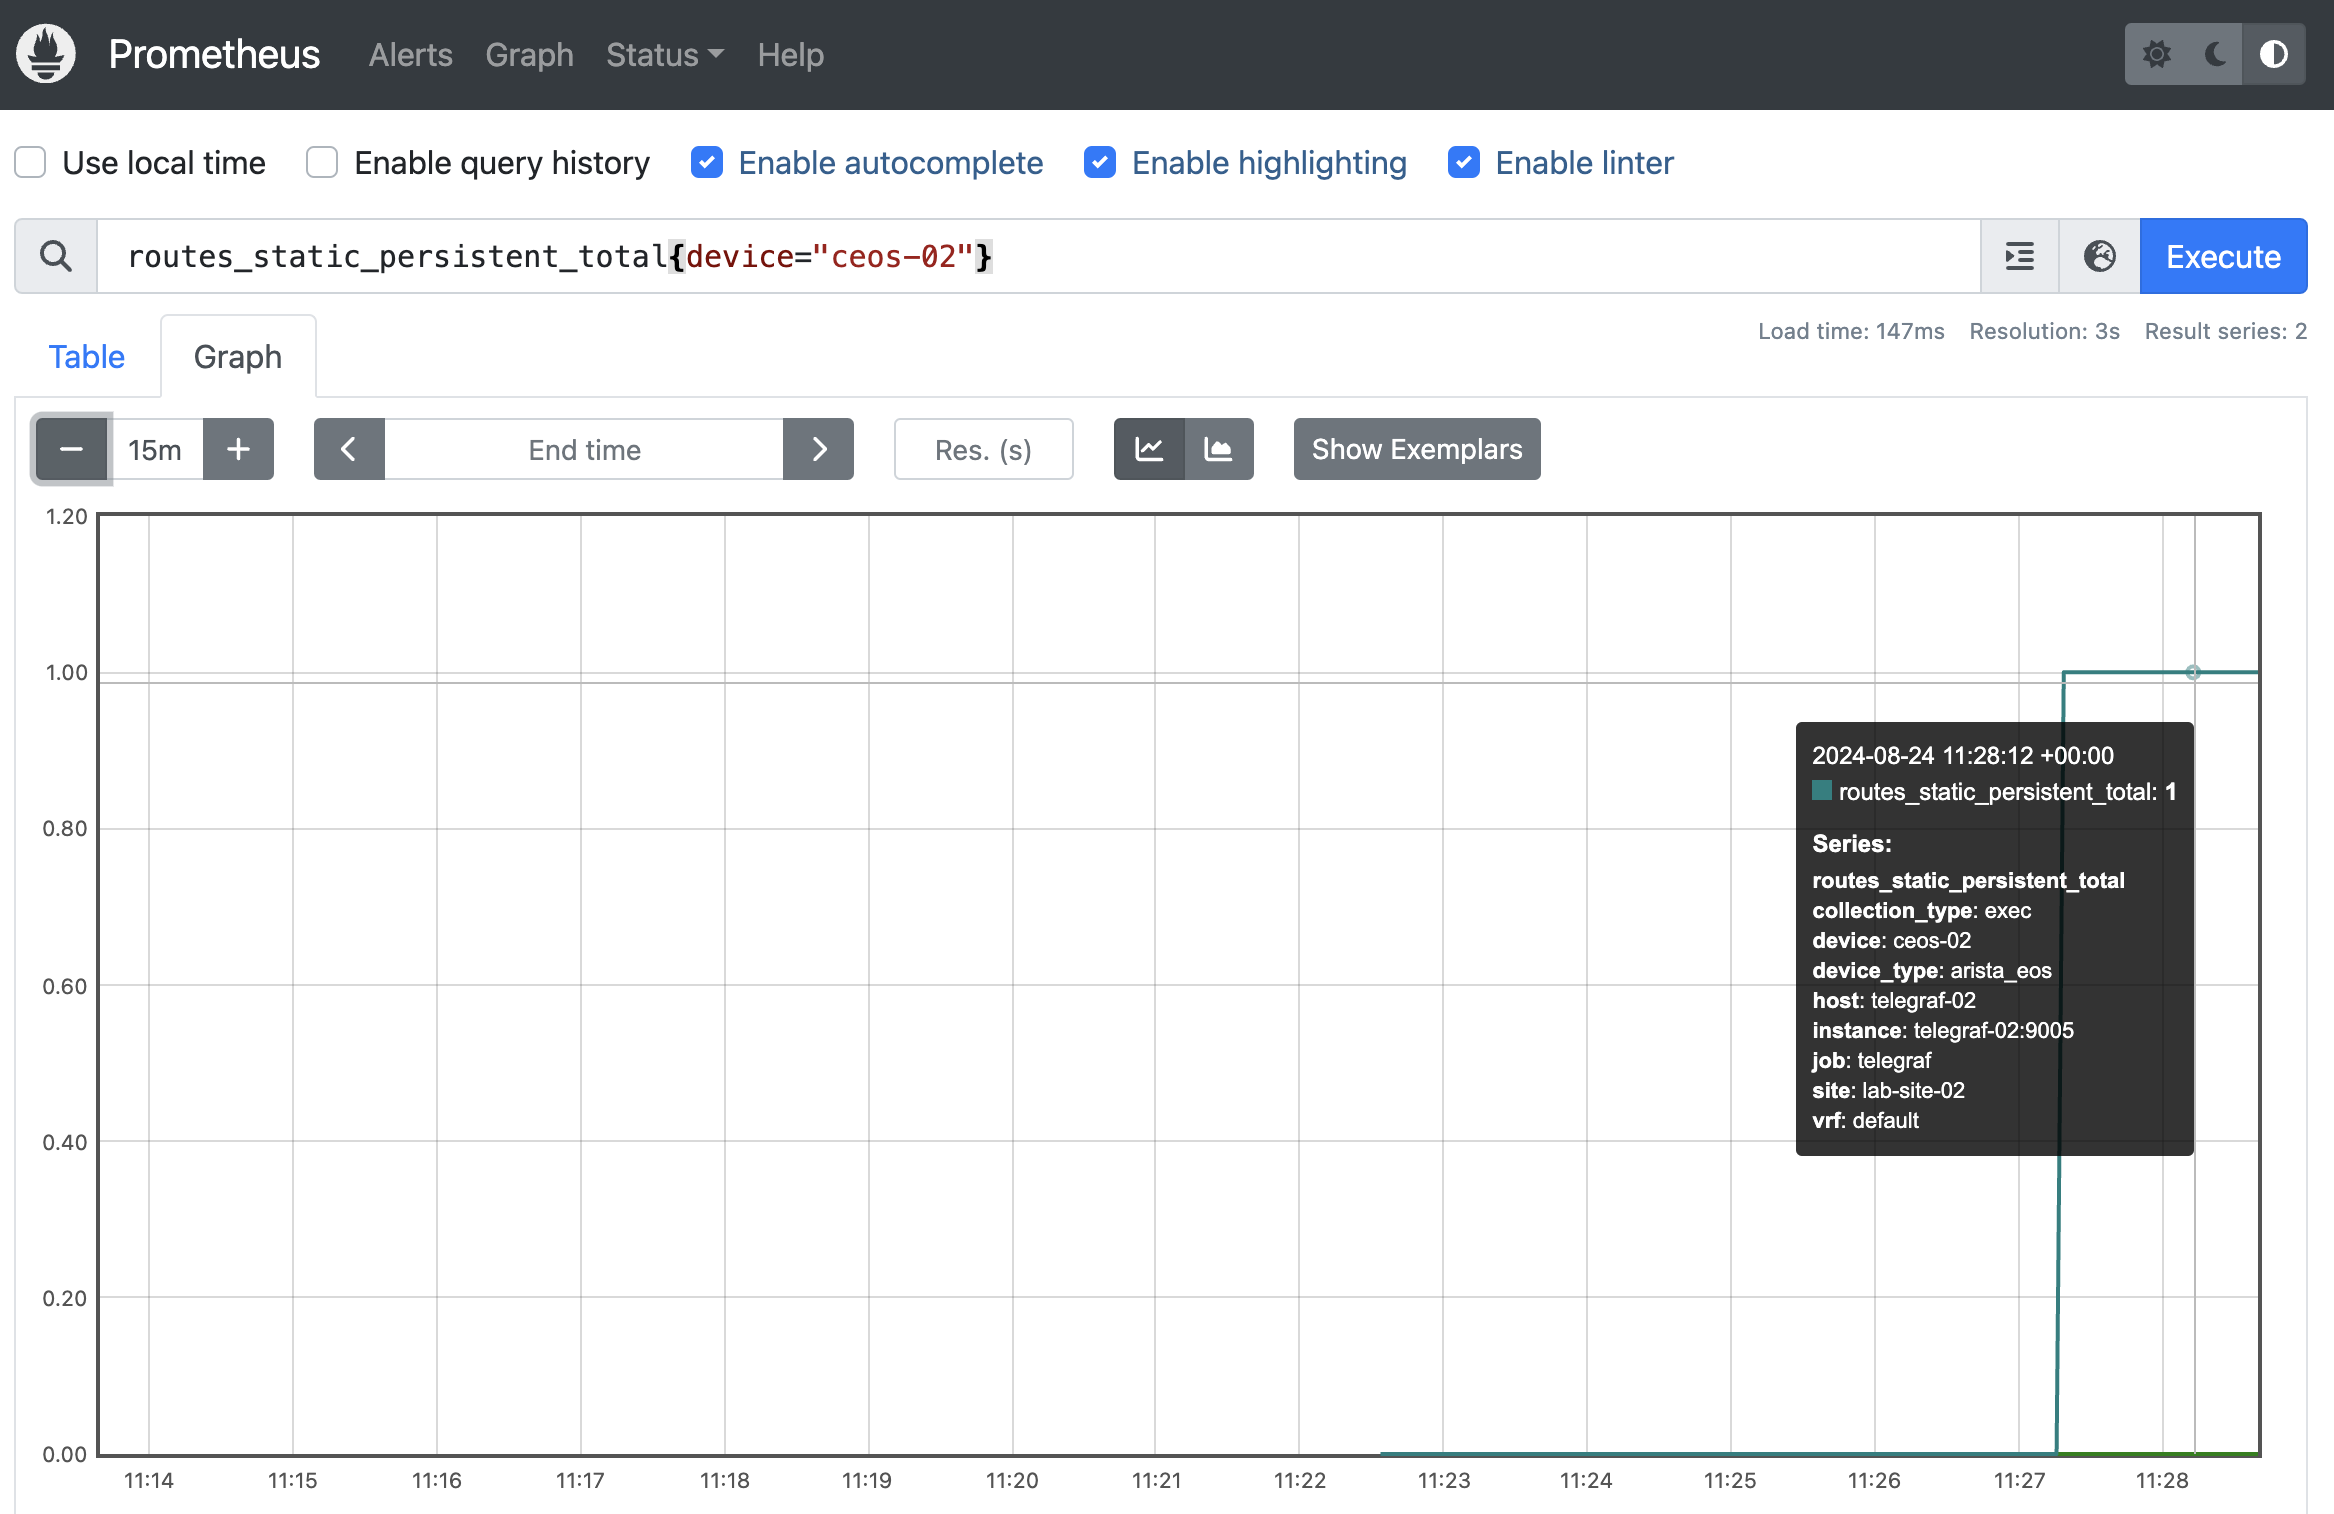 Prometheus Alerts Graph Status Help
Use local time Enable query history Enable autocomplete Enable highlighting Enable linter
routes_static_persistent_total{device="ceos-02"} Execute
Load time: 147ms Resolution: 3s Result series: 2
Table Graph
− 15m + End time Res. (s) Show Exemplars
1.20
1.00
0.80
0.60
0.40
0.20
0.00
2024-08-24 11:28:12 +00:00
routes_static_persistent_total: 1
Series:
routes_static_persistent_total
collection_type: exec
device: ceos-02
device_type: arista_eos
host: telegraf-02
instance: telegraf-02:9005
job: telegraf
site: lab-site-02
vrf: default
11:14 11:15 11:16 11:17 11:18 11:19 11:20 11:21 11:22 11:23 11:24 11:25 11:26 11:27 11:28